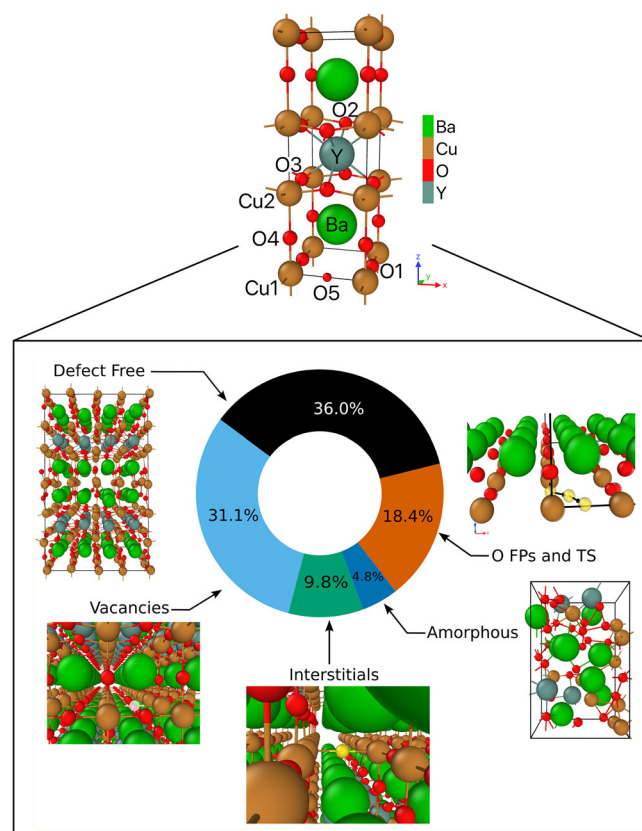 O2
Y
O3
Cu2
Ba
O4
O1
Cu1
O5
Ba
Cu
O
Y
z
y
x
Defect Free
36.0%
31.1%
18.4%
9.8%
4.8%
O FPs and TS
Vacancies
Amorphous
Interstitials